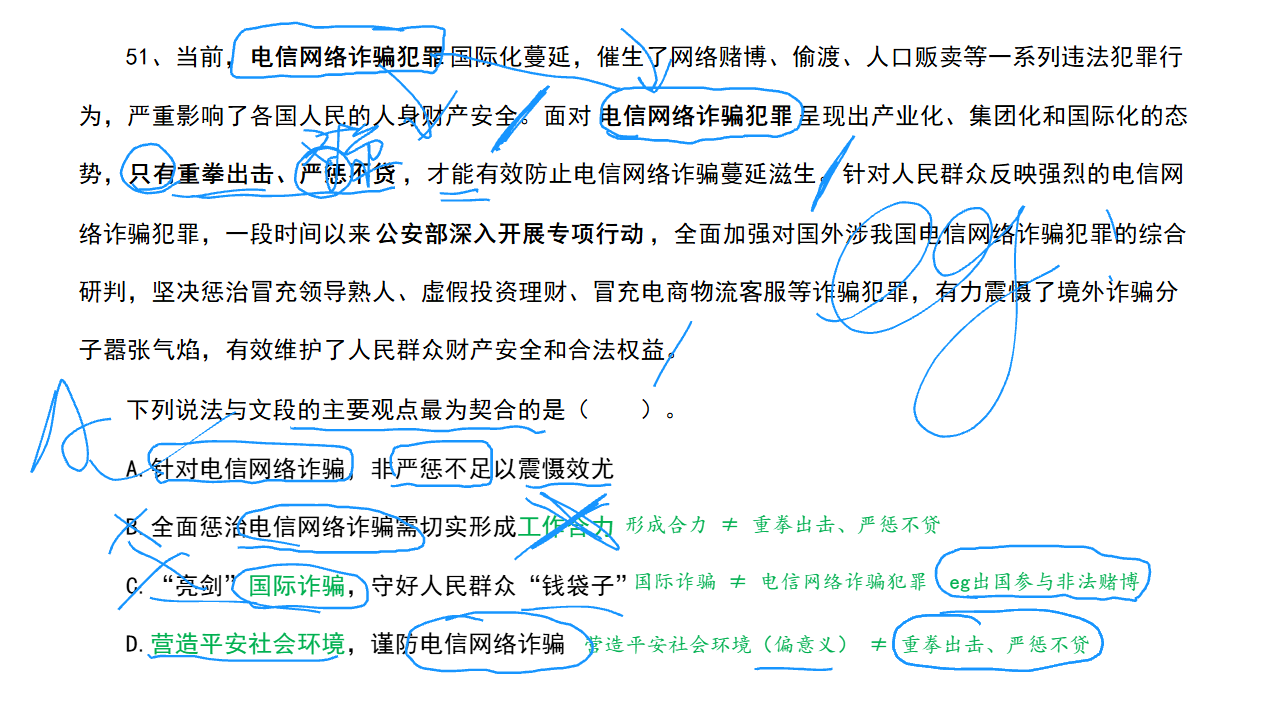 51、当前，电信网络诈骗犯罪国际化蔓延，催生了网络赌博、偷渡、人口贩卖等一系列违法犯罪行
为，严重影响了各国人民的人身财产安全。面对电信网络诈骗犯罪呈现出产业化、集团化和国际化的态
势，只有重拳出击、严惩不贷，才能有效防止电信网络诈骗蔓延滋生。针对人民群众反映强烈的电信网
络诈骗犯罪，一段时间以来公安部深入开展专项行动，全面加强对国外涉我国电信网络诈骗犯罪的综合
研判，坚决惩治冒充领导熟人、虚假投资理财、冒充电商物流客服等诈骗犯罪，有力震慑了境外诈骗分
子嚣张气焰，有效维护了人民群众财产安全和合法权益。
eg
下列说法与文段的主要观点最为契合的是（　　）。
A
A.针对电信网络诈骗，非严惩不足以震慑效尤
B.全面惩治电信网络诈骗需切实形成工作合力 形成合力 ≠ 重拳出击、严惩不贷
C.“亮剑”国际诈骗，守好人民群众“钱袋子” 国际诈骗 ≠ 电信网络诈骗犯罪 eg出国参与非法赌博
D.营造平安社会环境，谨防电信网络诈骗 营造平安社会环境（偏意义） ≠ 重拳出击、严惩不贷